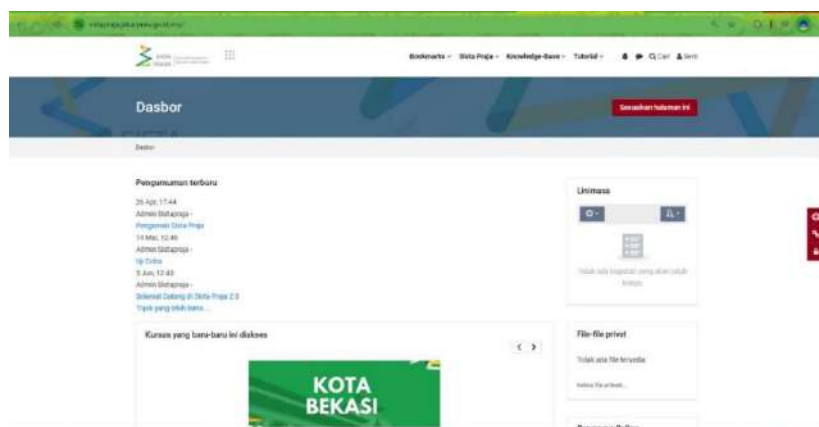 Bookmarks Sista Praja Knowledge-Base Tutorial Cari
Dasbor
Sesuaikan halaman ini
Dasbor
Pengumuman terbaru
26 Apr, 17:44
Admin Sistapraja -
Pengenalan Sista Praja
14 Mei, 10:46
Admin Sistapraja -
Uji Coba
5 Jun, 12:43
Admin Sistapraja -
Selamat Datang di Sista Praja 2.0
Topik yang lebih lama ...
Linimasa
Tidak ada kegiatan yang akan jatuh
tempo
Kursus yang baru-baru ini diakses
KOTA
BEKASI
File-file privat
Tidak ada file tersedia
Kelola file privat...